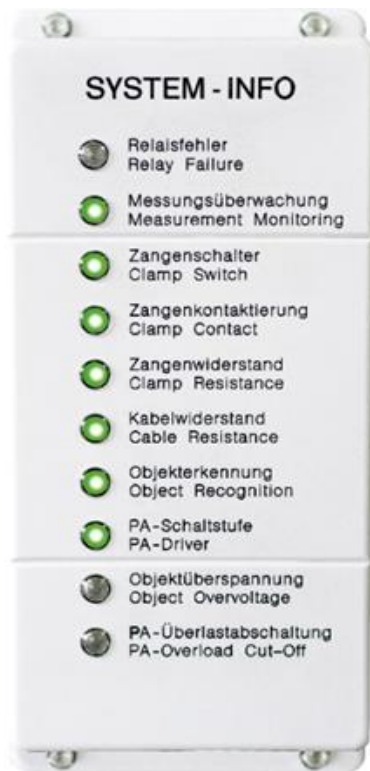 SYSTEM - INFO
Relaisfehler
Relay Failure
Messungsüberwachung
Measurement Monitoring
Zangenschalter
Clamp Switch
Zangenkontaktierung
Clamp Contact
Zangenwiderstand
Clamp Resistance
Kabelwiderstand
Cable Resistance
Objekterkennung
Object Recognition
PA-Schaltstufe
PA-Driver
Objektüberspannung
Object Overvoltage
PA-Überlastabschaltung
PA-Overload Cut-Off